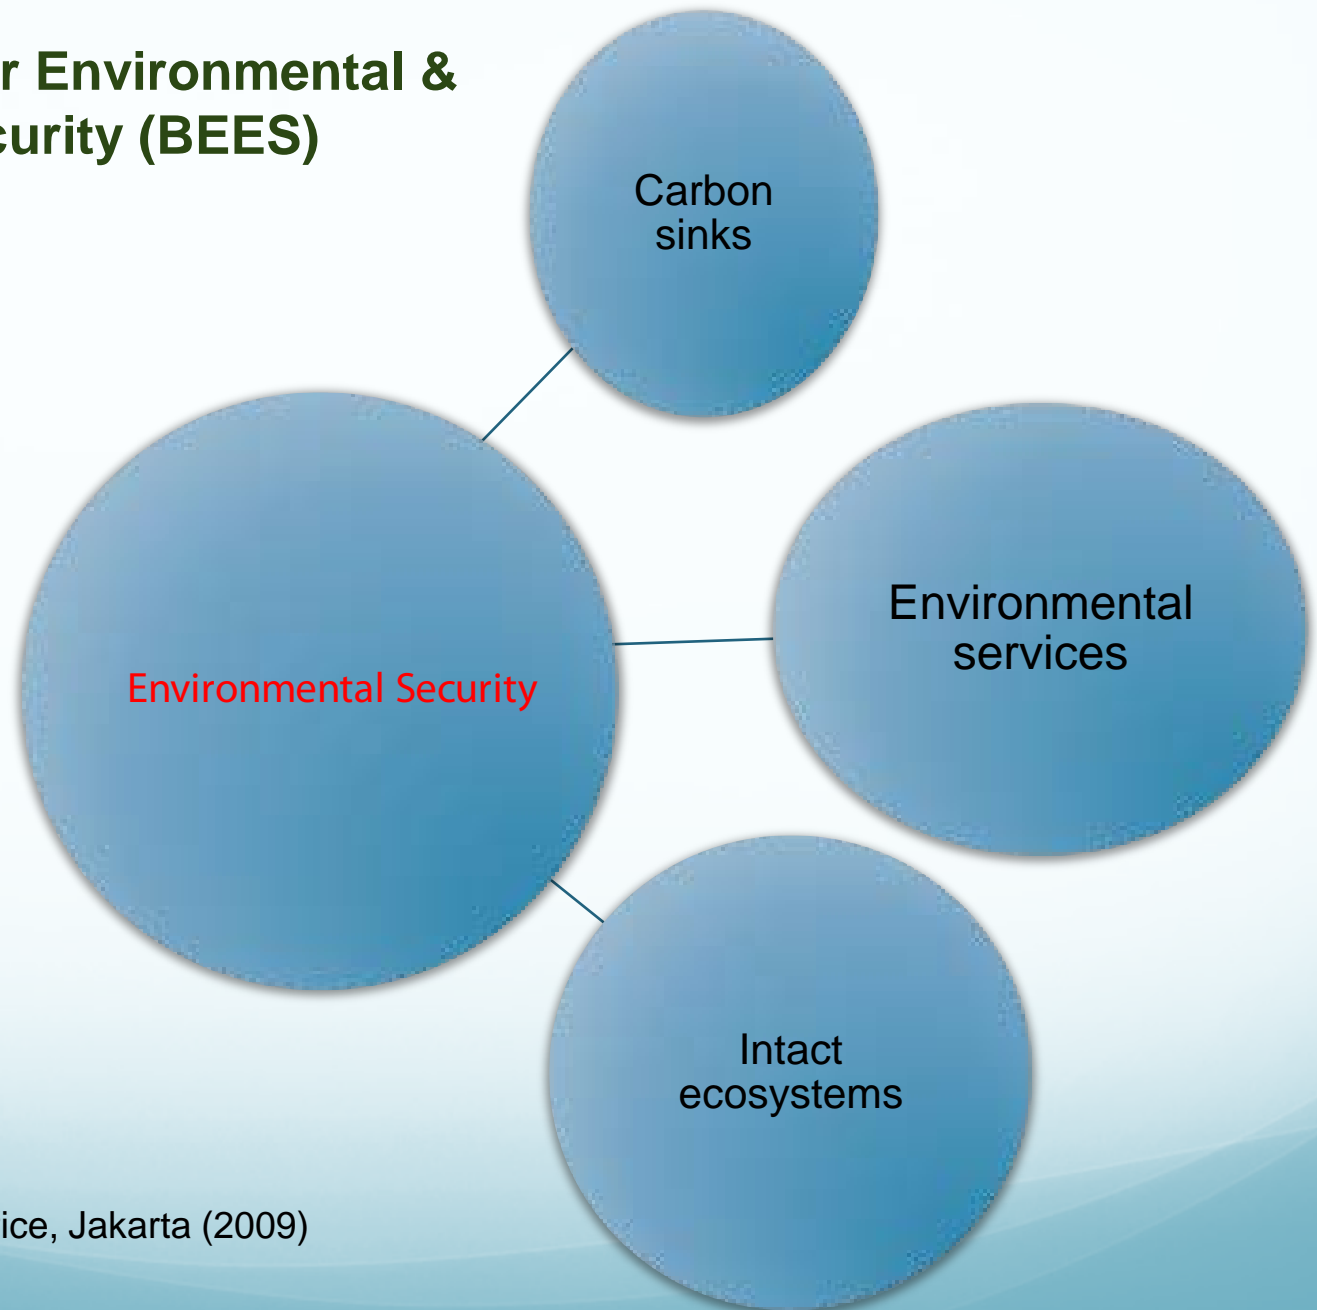 r Environmental &
curity (BEES)
Carbon
sinks
Environmental
services
Environmental Security
Intact
ecosystems
ice, Jakarta (2009)